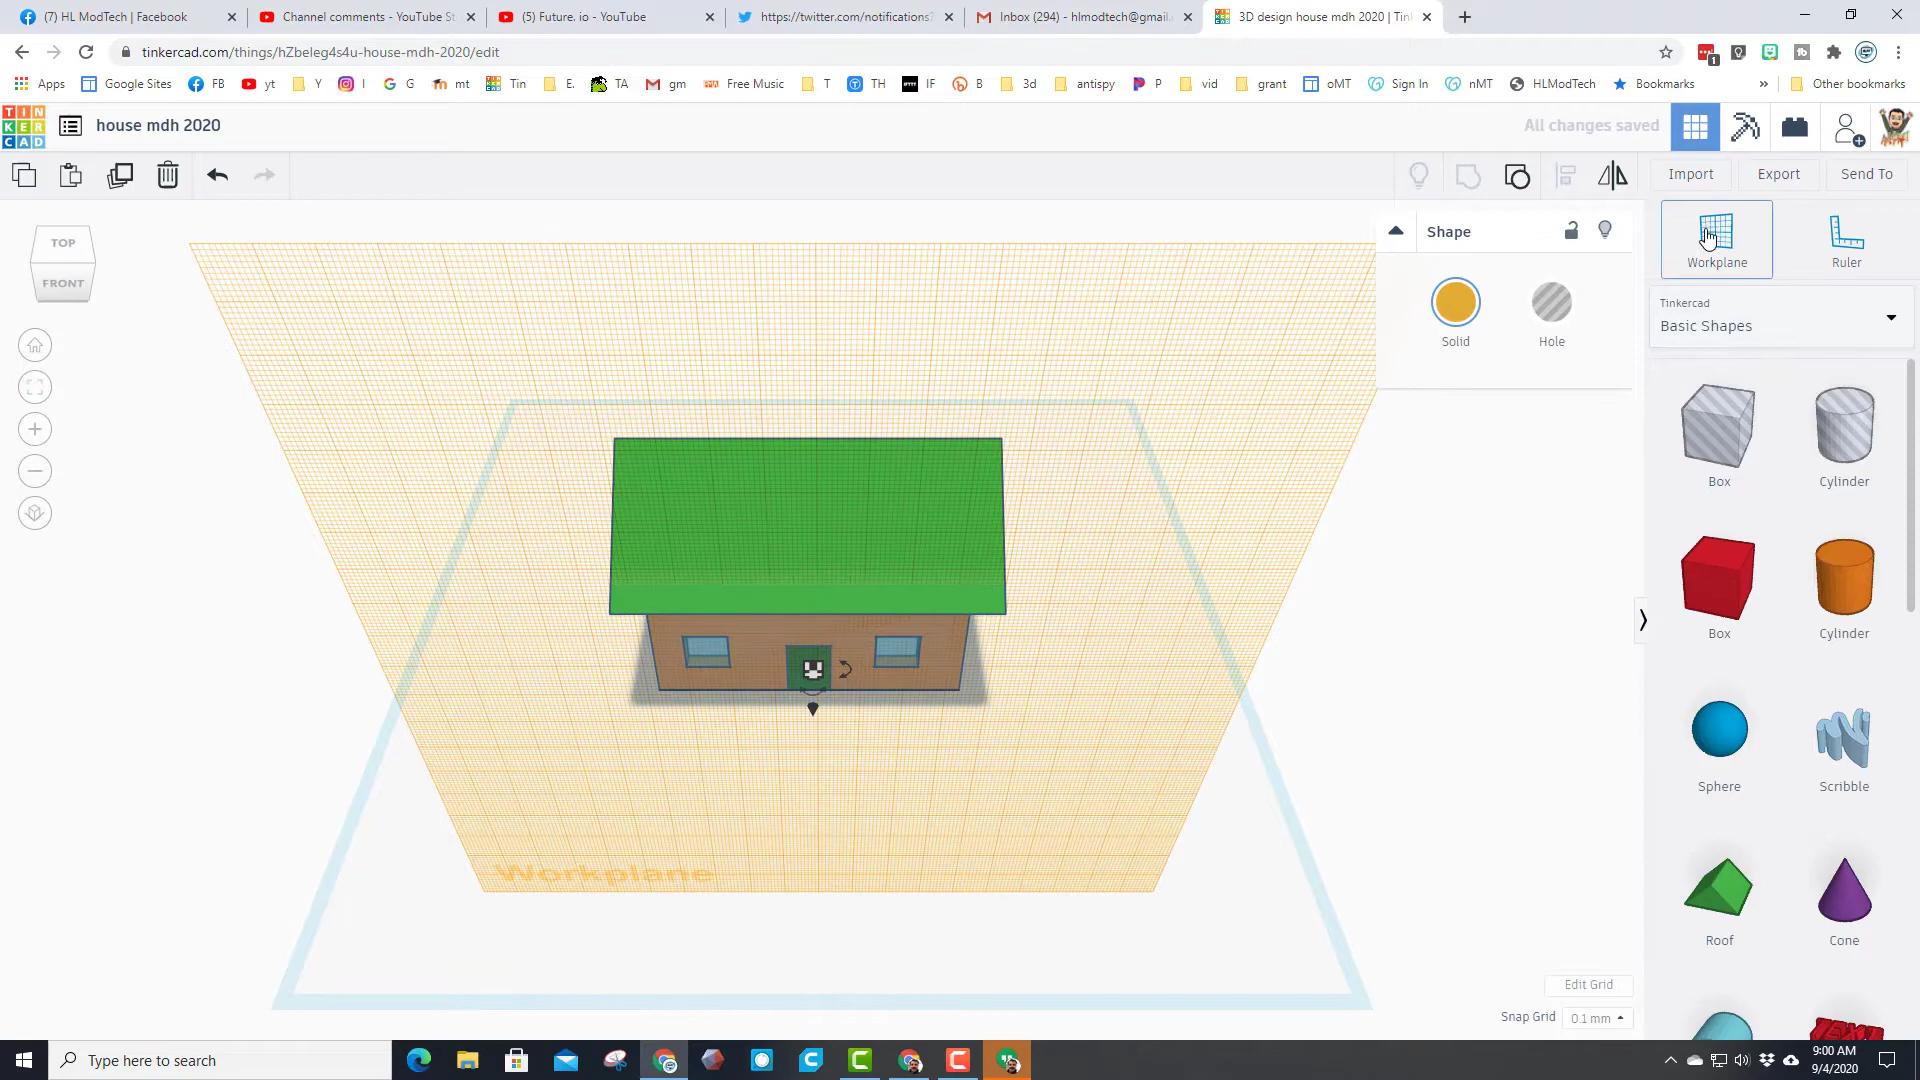 (7) HL ModTech | Facebook
Channel comments - YouTube St
(5) Future. io - YouTube
https://twitter.com/notifications?
Inbox (294) - hlmodtech@gmail.
3D design house mdh 2020 | Tin
tinkercad.com/things/hZbeleg4s4u-house-mdh-2020/edit
1
Apps
Google Sites
FB
yt
Y
I
G
mt
Tin
E.
TA
gm
Free Music
T
TH
IF
B
3d
antispy
P
vid
grant
oMT
Sign In
nMT
HLModTech
Bookmarks
»
Other bookmarks
TIN
KER
CAD
house mdh 2020
All changes saved
Import
Export
Send To
TOP
FRONT
Shape
Solid
Hole
Workplane
Ruler
Tinkercad
Basic Shapes
Box
Cylinder
Box
Cylinder
Sphere
Scribble
Roof
Cone
TEXT
Workplane
Edit Grid
Snap Grid
0.1 mm
Type here to search
9:00 AM
9/4/2020